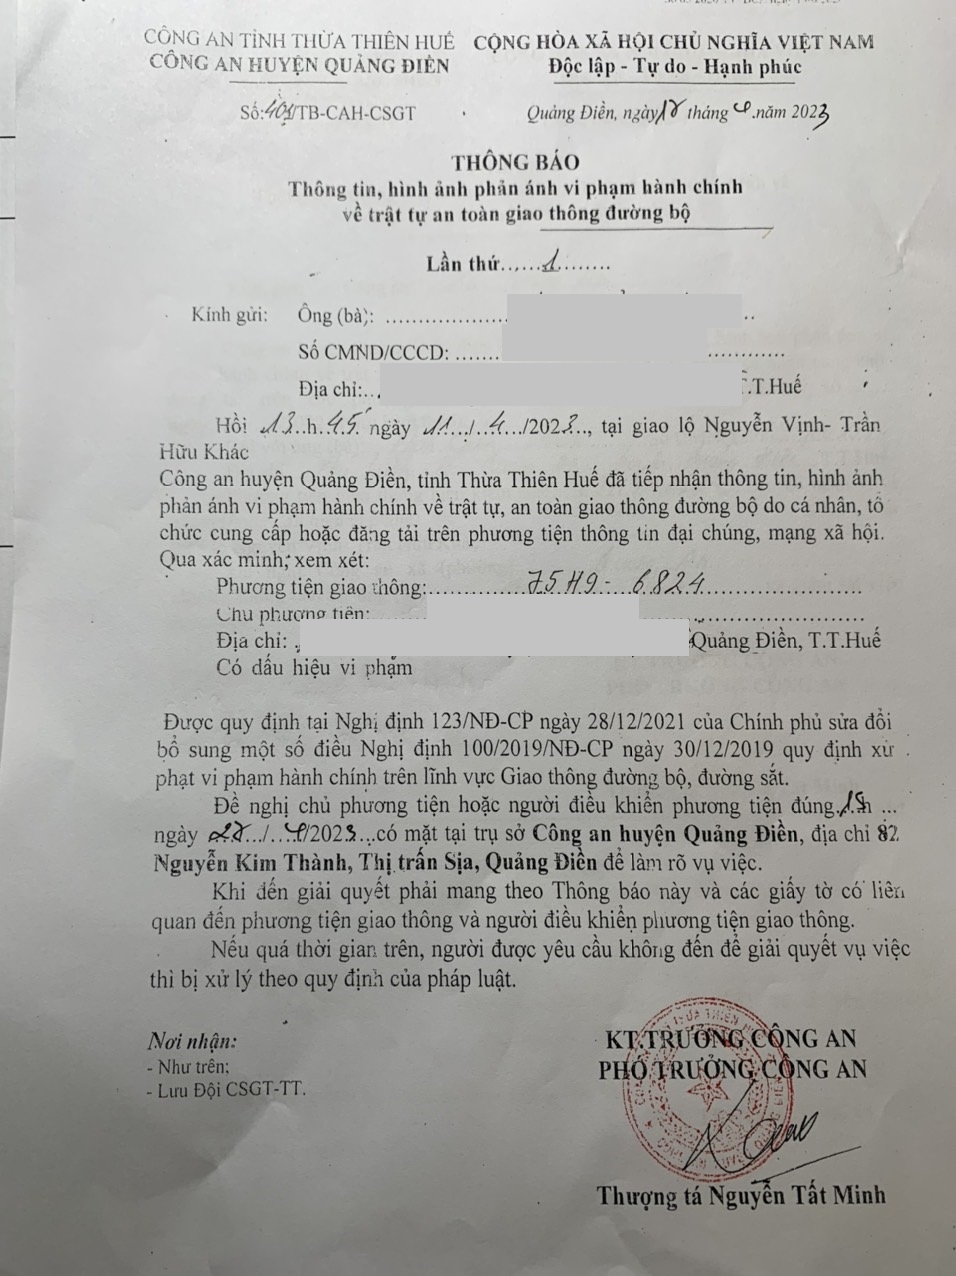 CÔNG AN TỈNH THỪA THIÊN HUẾ
CÔNG AN HUYỆN QUẢNG ĐIỀN
CỘNG HÒA XÃ HỘI CHỦ NGHĨA VIỆT NAM
Độc lập - Tự do - Hạnh phúc
Số: /TB-CAH-CSGT
Quảng Điền, ngày 18 tháng 4 .năm 2023
THÔNG BÁO
Thông tin, hình ảnh phản ánh vi phạm hành chính
về trật tự an toàn giao thông đường bộ
Lần thứ......1........
Kính gửi: Ông (bà): ..................... ..
Số CMND/CCCD: ....... .............
Địa chỉ:.. T.T.Huế
Hồi 13..h.45 ngày 11.../..4.../2023.., tại giao lộ Nguyễn Vịnh- Trần
Hữu Khác
Công an huyện Quảng Điền, tỉnh Thừa Thiên Huế đã tiếp nhận thông tin, hình ảnh
phản ánh vi phạm hành chính về trật tự, an toàn giao thông đường bộ do cá nhân, tổ
chức cung cấp hoặc đăng tải trên phương tiện thông tin đại chúng, mạng xã hội.
Qua xác minh, xem xét:
Phương tiện giao thông:.................75H9- 6824...........................
Chủ phương tiện: ...........................
Địa chỉ: . Quảng Điền, T.T.Huế
Có dấu hiệu vi phạm
Được quy định tại Nghị định 123/NĐ-CP ngày 28/12/2021 của Chính phủ sửa đổi
bổ sung một số điều Nghị định 100/2019/NĐ-CP ngày 30/12/2019 quy định xử
phạt vi phạm hành chính trên lĩnh vực Giao thông đường bộ, đường sắt.
Đề nghị chủ phương tiện hoặc người điều khiển phương tiện đúng. h ...
ngày .../ 4/2023...có mặt tại trụ sở Công an huyện Quảng Điền, địa chỉ 82
Nguyễn Kim Thành, Thị trấn Sịa, Quảng Điền để làm rõ vụ việc.
Khi đến giải quyết phải mang theo Thông báo này và các giấy tờ có liên
quan đến phương tiện giao thông và người điều khiển phương tiện giao thông.
Nếu quá thời gian trên, người được yêu cầu không đến để giải quyết vụ việc
thì bị xử lý theo quy định của pháp luật.
Nơi nhận:
- Như trên;
- Lưu Đội CSGT-TT.
KT.TRƯỞNG CÔNG AN
PHÓ TRƯỞNG CÔNG AN
Thượng tá Nguyễn Tất Minh